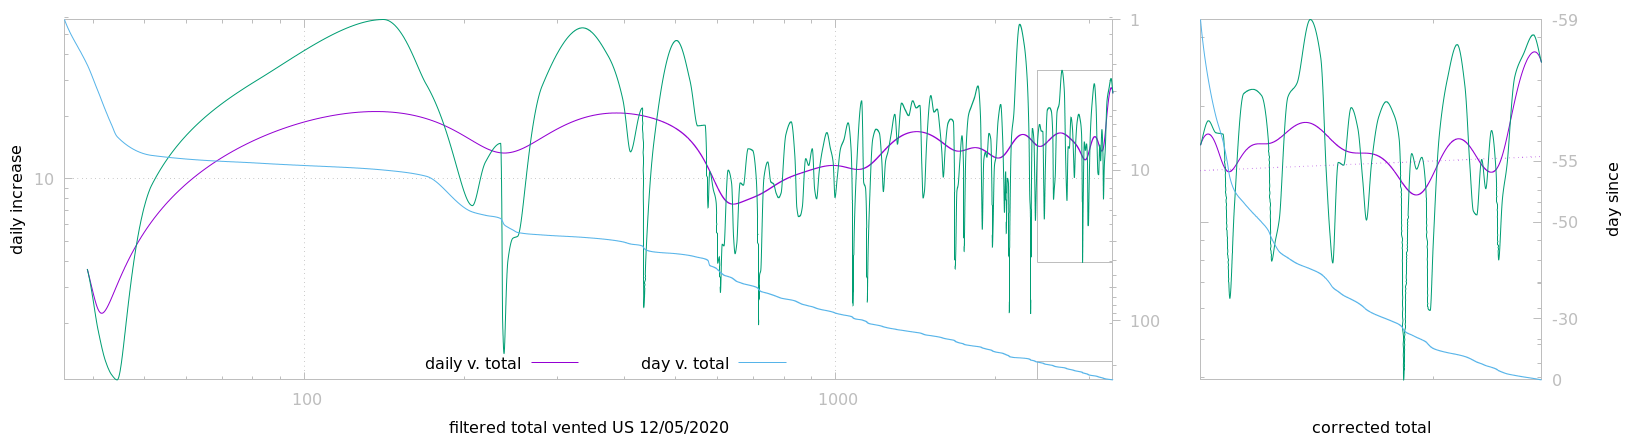 daily increase
10
100
1000
1
10
100
daily v. total
day v. total
filtered total vented US 12/05/2020
-59
-55
-50
-30
0
day since
corrected total